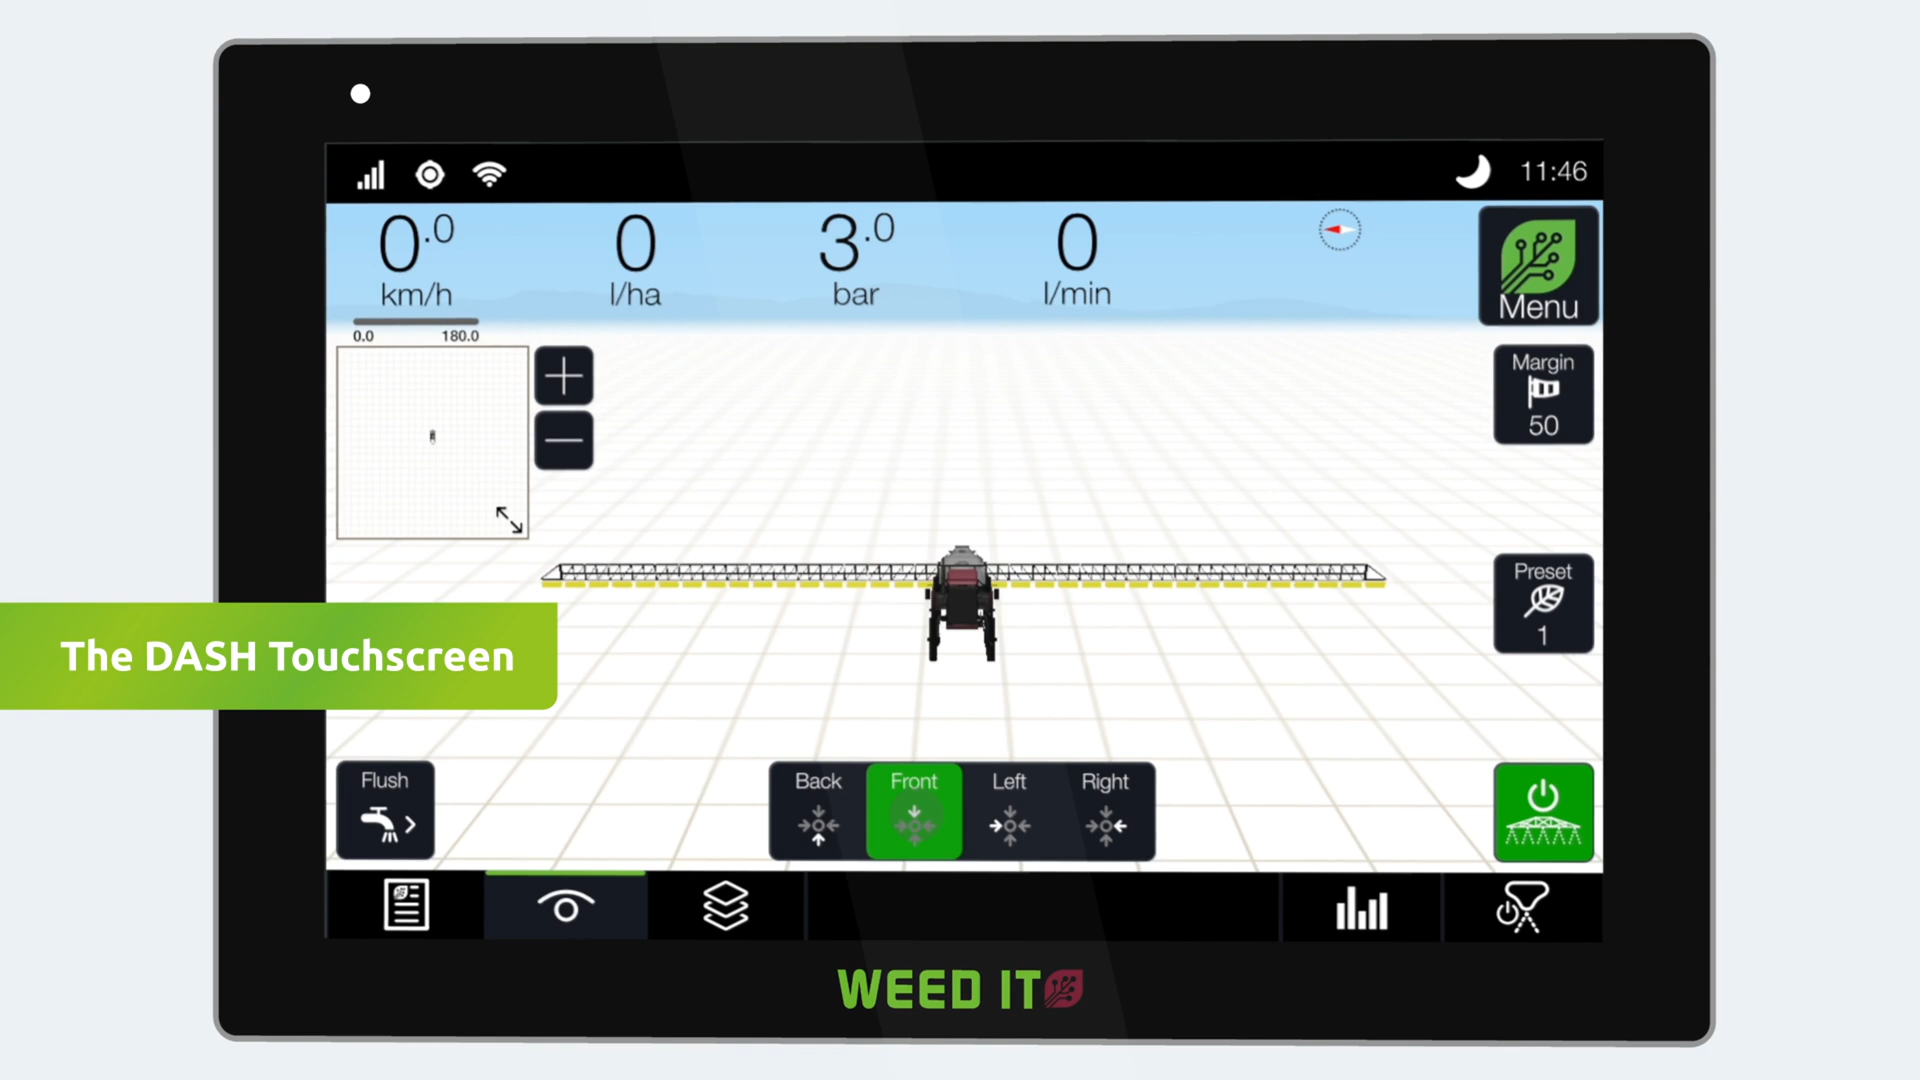 11:46
0.0
km/h
0
l/ha
3.0
bar
0
l/min
Menu
0.0 180.0
Margin
50
Preset
1
The DASH Touchscreen
Flush
Back Front Left Right
WEED IT